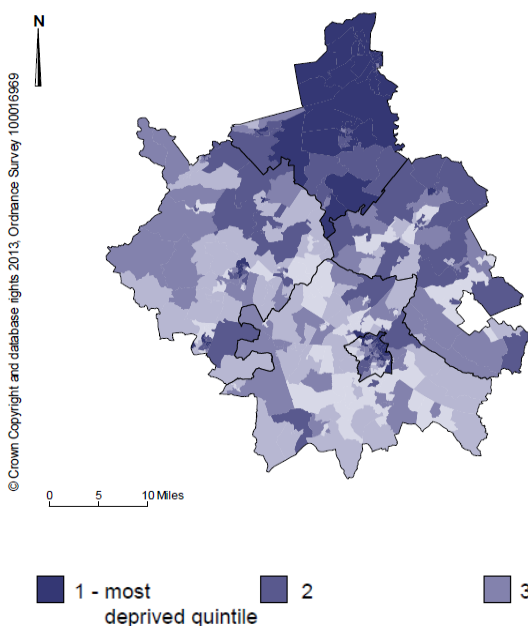 N
© Crown Copyright and database rights 2013, Ordnance Survey 100016969
0 5 10 Miles
1 - most
deprived quintile
2
3